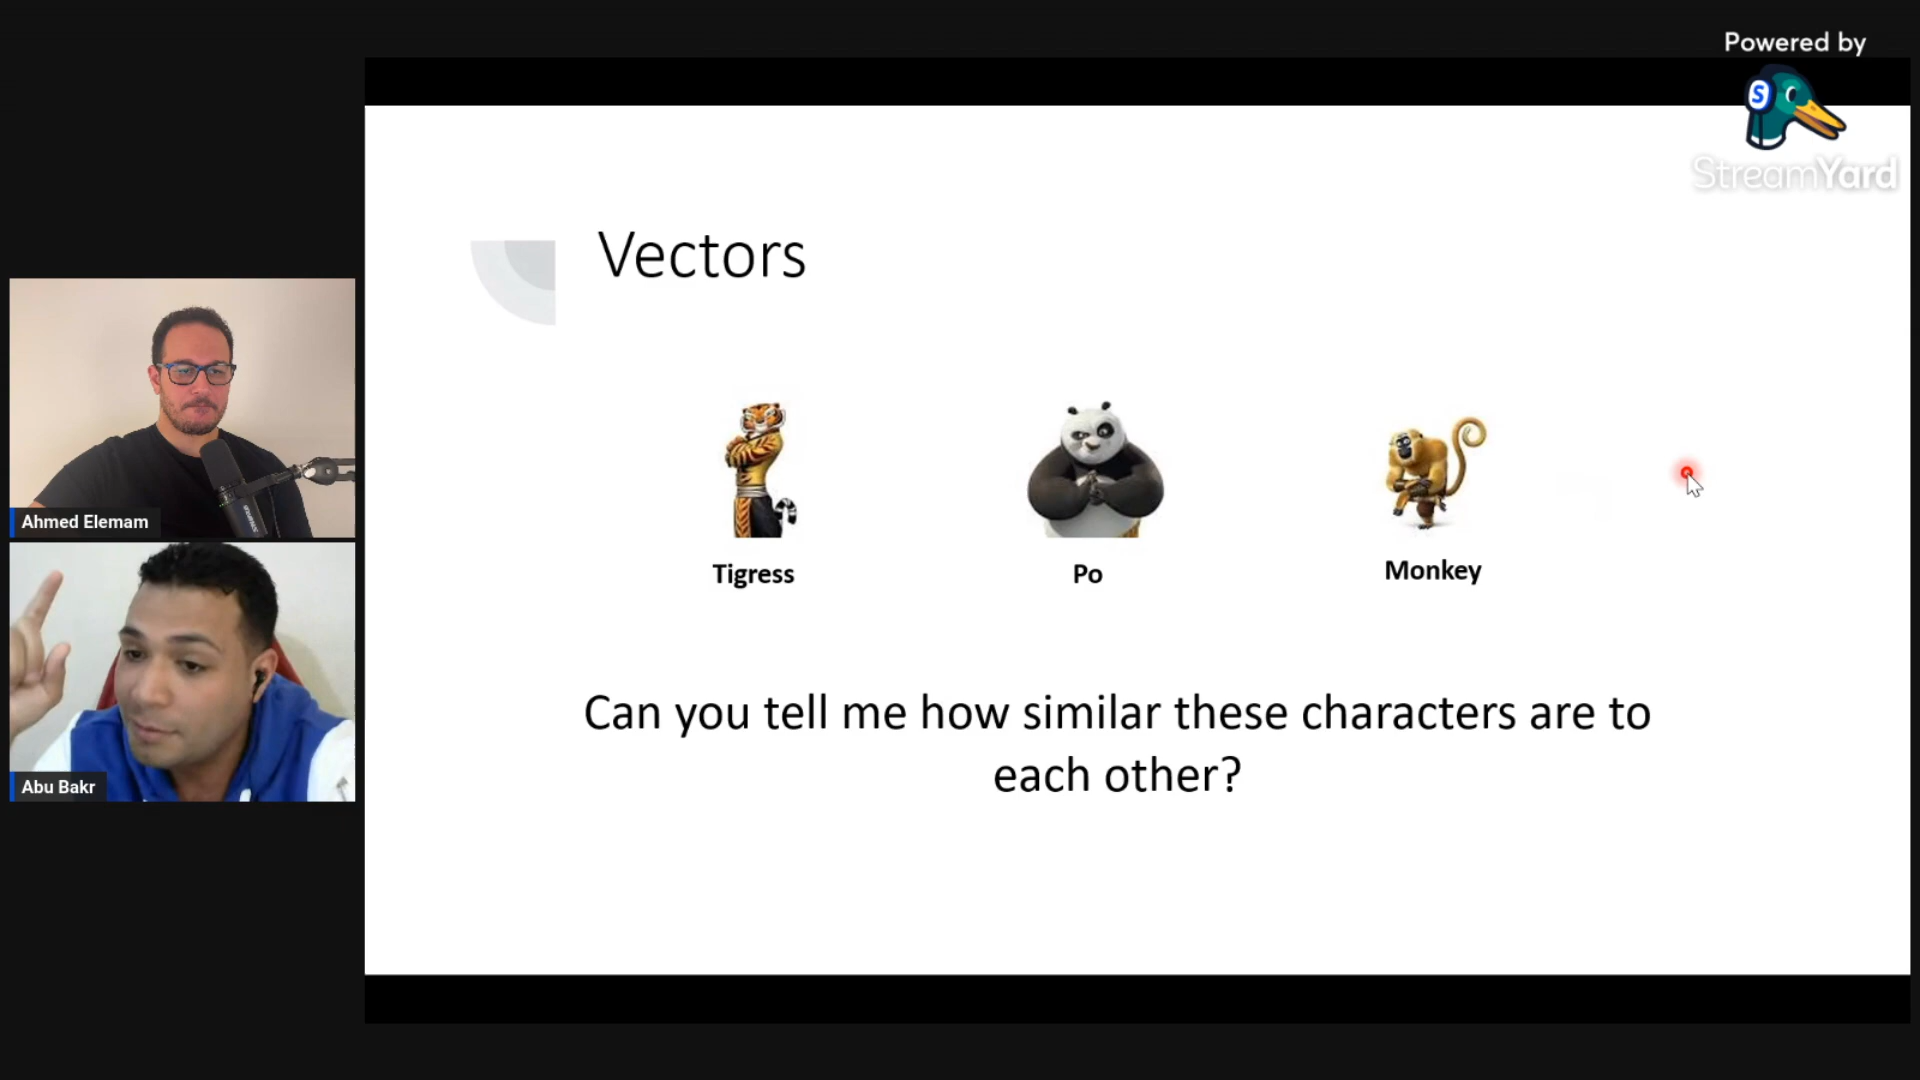 Powered by
S
StreamYard
Vectors
Tigress
Po
Monkey
Can you tell me how similar these characters are to
each other?
Ahmed Elemam
Abu Bakr